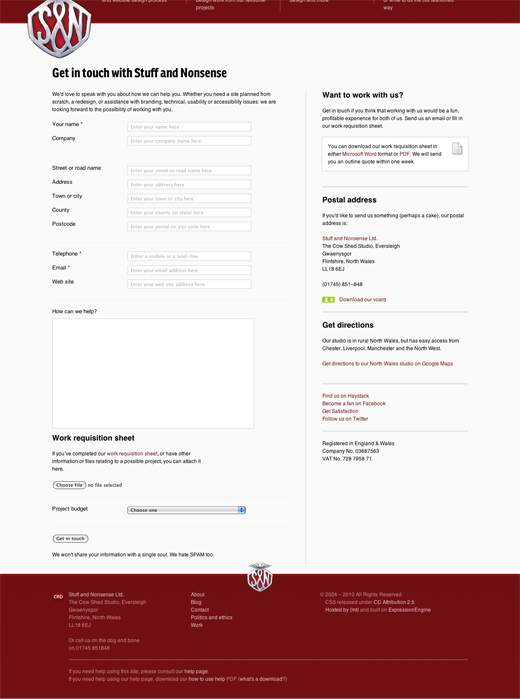 and website design process
design work from our favourite
projects
design and more
or what to do the old fashioned
way
S&N
Get in touch with Stuff and Nonsense
We'd love to speak with you about how we can help you. Whether you need a site planned from
scratch, a redesign, or assistance with branding, technical, usability or accessibility issues: we are
looking forward to the possibility of working with you.
Your name *
Enter your name here
Company
Enter your company name here
Street or road name
Enter your street or road name here
Address
Enter your address here
Town or city
Enter your town or city here
County
Enter your county (or state) here
Postcode
Enter your postal (or zip) code here
Telephone *
Enter a mobile or a land-line
Email *
Enter your email address here
Web site
Enter your web site address here
How can we help?
Work requisition sheet
If you've completed our work requisition sheet, or have other
information or files relating to a possible project, you can attach it
here.
Choose File no file selected
Project budget
Choose one
Get in touch
We won't share your information with a single soul. We hate SPAM too.
Want to work with us?
Get in touch if you think that working with us would be a fun,
profitable experience for both of us. Send us an email or fill in
our work requisition sheet.
You can download our work requisition sheet in
either Microsoft Word format or PDF. We will send
you an outline quote within one week.
Postal address
If you'd like to send us something (perhaps a cake), our postal
address is:
Stuff and Nonsense Ltd.
The Cow Shed Studio, Eversleigh
Gwaenysgor
Flintshire, North Wales
LL18 6EJ
(01745) 851–848
Download our vcard
Get directions
Our studio is in rural North Wales, but has easy access from
Chester, Liverpool, Manchester and the North West.
Get directions to our North Wales studio on Google Maps
Find us on Haystack
Become a fan on Facebook
Get Satisfaction
Follow us on Twitter
Registered in England & Wales
Company No. 03687563
VAT No. 728 7958 71.
S&N
CRD
Stuff and Nonsense Ltd.
The Cow Shed Studio, Eversleigh
Gwaenysgor
Flintshire, North Wales
LL18 6EJ
Or call us on the dog and bone
on 01745 851848
About
Blog
Contact
Politics and ethics
Work
© 2004 – 2010 All Rights Reserved.
CSS released under CC Attribution 2.5.
Hosted by (mt) and built on ExpressionEngine
If you need help using this site, please consult our help page.
If you need help using our help page, download our how to use help PDF (what's a download?)